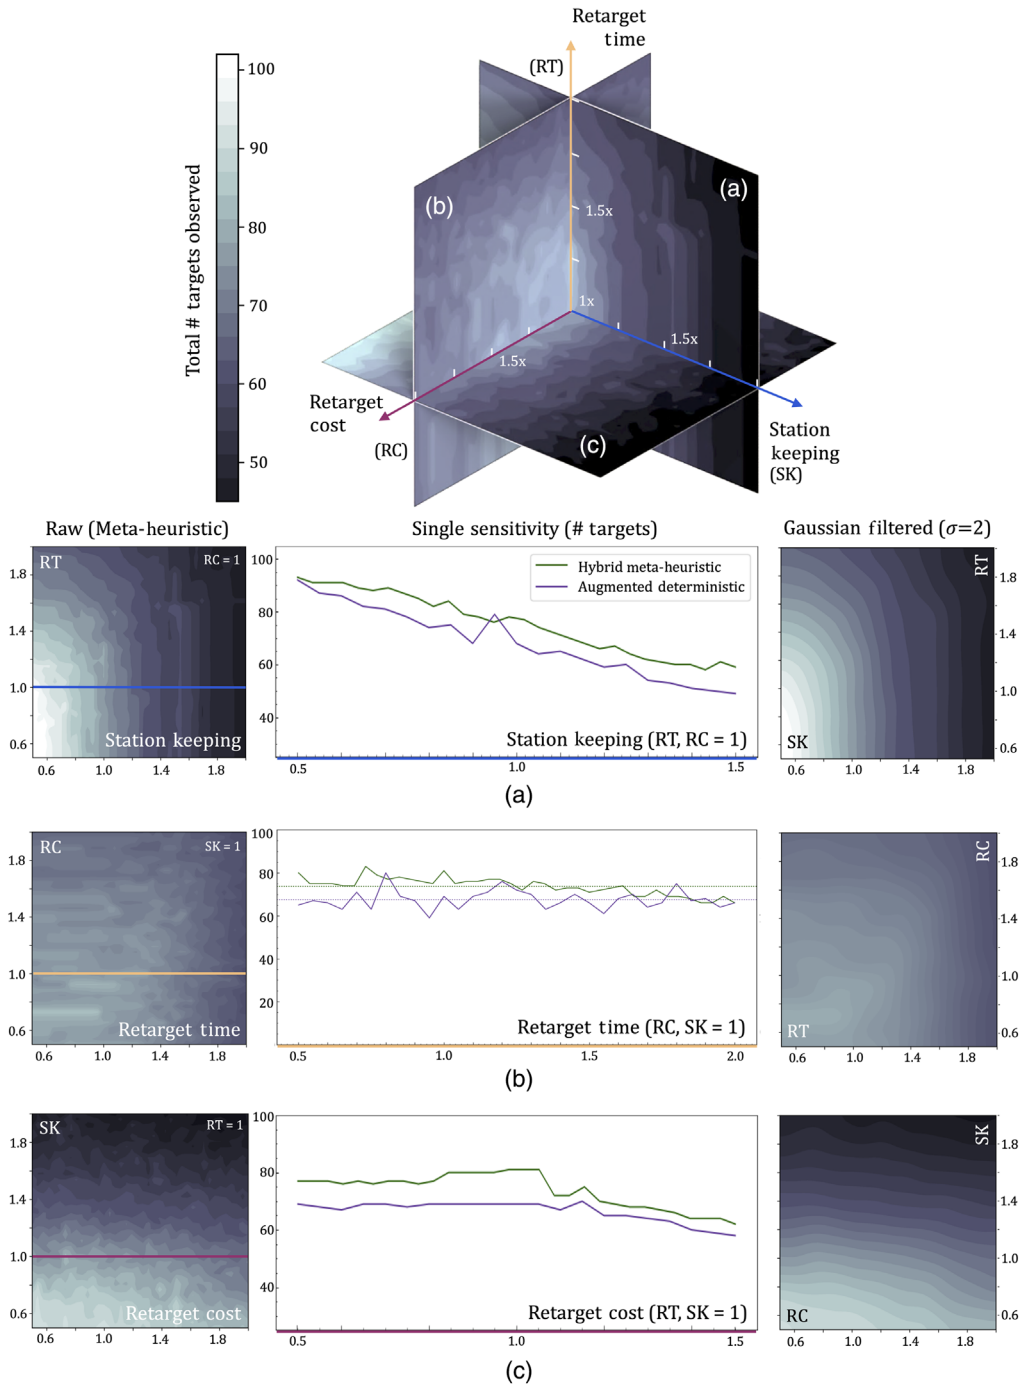 Retarget
time
(RT)
100
90
80
70
60
50
Total # targets observed
(a)
(b)
1.5x
1x
1.5x
1.5x
Retarget
cost
(RC)
(c)
Station
keeping
(SK)
Raw (Meta-heuristic)
Single sensitivity (# targets)
Gaussian filtered (σ=2)
RT
RC = 1
1.8
1.4
1.0
0.6
Station keeping
0.6 1.0 1.4 1.8
100
80
60
40
Hybrid meta-heuristic
Augmented deterministic
Station keeping (RT, RC = 1)
0.5 1.0 1.5
RT
1.8
1.4
1.0
0.6
SK
0.6 1.0 1.4 1.8
(a)
RC
SK = 1
1.8
1.4
1.0
0.6
Retarget time
0.6 1.0 1.4 1.8
100
80
60
40
20
Retarget time (RC, SK = 1)
0.5 1.0 1.5 2.0
RC
1.8
1.4
1.0
0.6
RT
0.6 1.0 1.4 1.8
(b)
SK
RT = 1
1.8
1.4
1.0
0.6
Retarget cost
0.6 1.0 1.4 1.8
100
80
60
40
Retarget cost (RT, SK = 1)
0.5 1.0 1.5
SK
1.8
1.4
1.0
0.6
RC
0.6 1.0 1.4 1.8
(c)